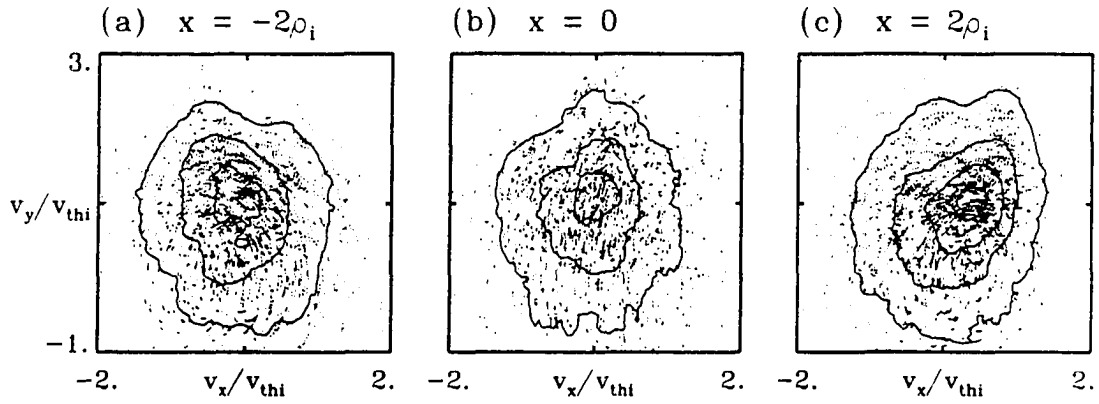 (a) x = −2ρi (b) x = 0 (c) x = 2ρi
3.
vy/vthi
−1.
−2. vx/vthi 2. −2. vx/vthi 2. −2. vx/vthi 2.